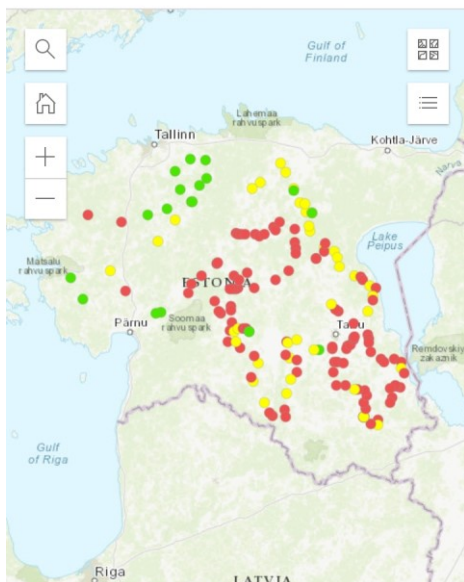 Gulf of
Finland
Lahemaa
rahvuspark
Tallinn
Kohtla-Järve
Narva
Lake
Peipus
Matsalu
rahvuspark
ESTONIA
Soomaa
rahvuspark
Pärnu
Tartu
Remdovskiy
zakaznik
Gulf
of Riga
Riga
LATVIA